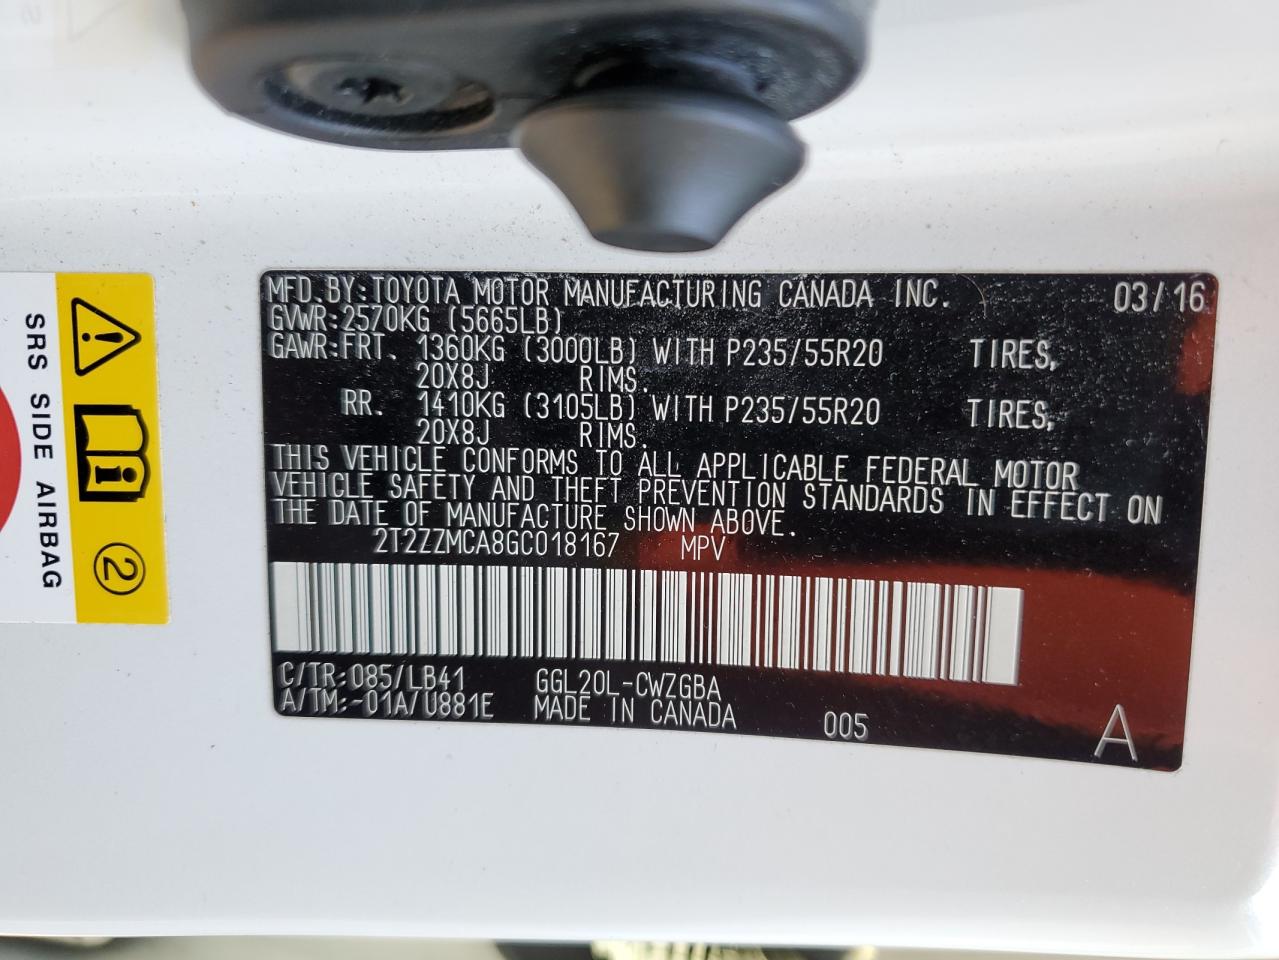 SRS SIDE AIRBAG
2
MFD.BY:TOYOTA MOTOR MANUFACTURING CANADA INC. 03/16
GVWR:2570KG (5665LB)
GAWR:FRT. 1360KG (3000LB) WITH P235/55R20 TIRES,
20X8J RIMS.
RR. 1410KG (3105LB) WITH P235/55R20 TIRES,
20X8J RIMS.
THIS VEHICLE CONFORMS TO ALL APPLICABLE FEDERAL MOTOR
VEHICLE SAFETY AND THEFT PREVENTION STANDARDS IN EFFECT ON
THE DATE OF MANUFACTURE SHOWN ABOVE.
2T2ZZMCA8GC018167 MPV
C/TR:085/LB41 GGL20L-CWZGBA
A/TM:-01A/U881E MADE IN CANADA 005 A